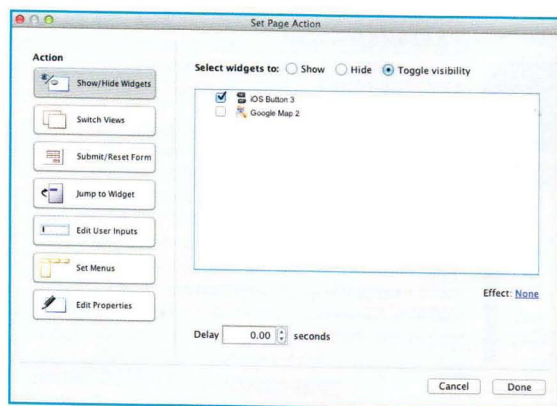 Set Page Action
Action
Show/Hide Widgets
Switch Views
Submit/Reset Form
Jump to Widget
Edit User Inputs
Set Menus
Edit Properties
Select widgets to: Show Hide Toggle visibility
iOS Button 3
Google Map 2
Effect: None
Delay 0.00 seconds
Cancel Done